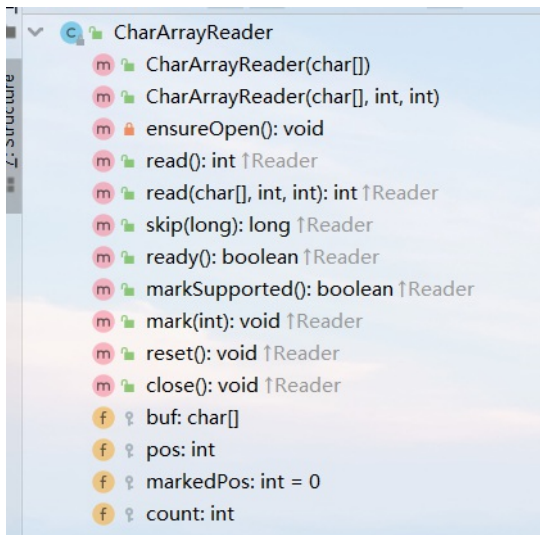 CharArrayReader
CharArrayReader(char[])
CharArrayReader(char[], int, int)
ensureOpen(): void
read(): int ↑Reader
read(char[], int, int): int ↑Reader
skip(long): long ↑Reader
ready(): boolean ↑Reader
markSupported(): boolean ↑Reader
mark(int): void ↑Reader
reset(): void ↑Reader
close(): void ↑Reader
buf: char[]
pos: int
markedPos: int = 0
count: int
7: Structure